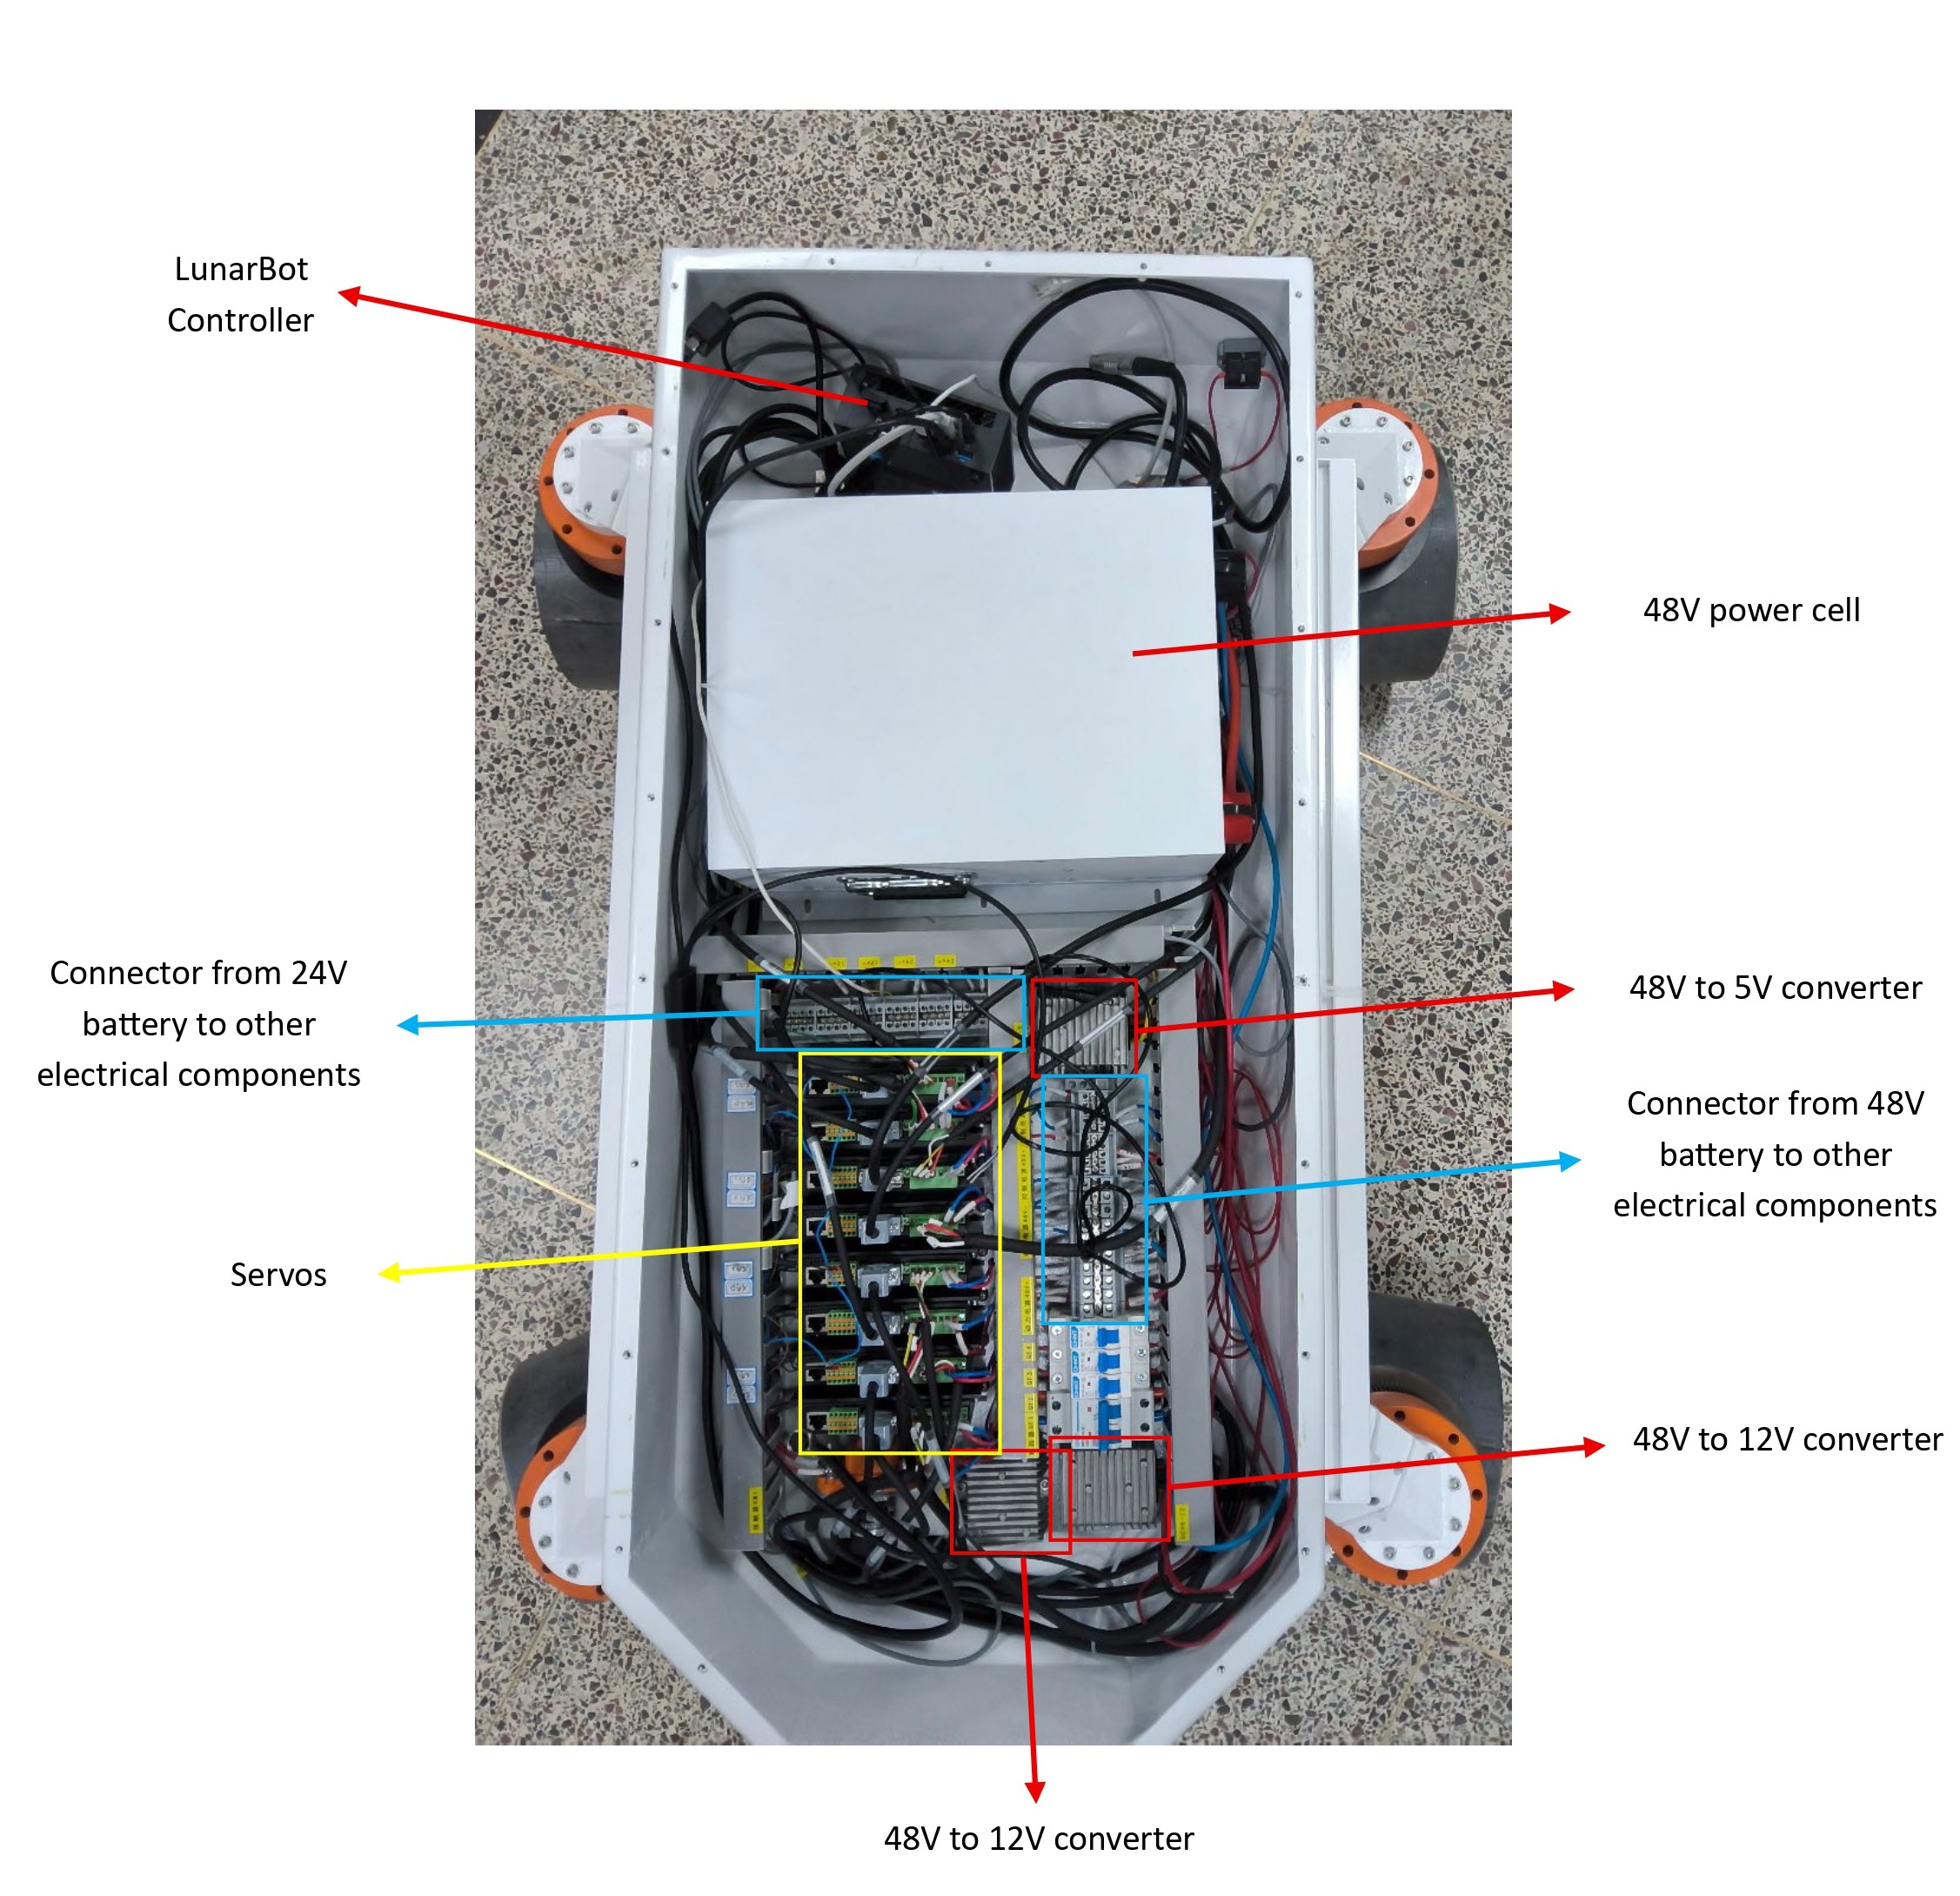 LunarBot
Controller
48V power cell
Connector from 24V
battery to other
electrical components
48V to 5V converter
Connector from 48V
battery to other
electrical components
Servos
48V to 12V converter
48V to 12V converter